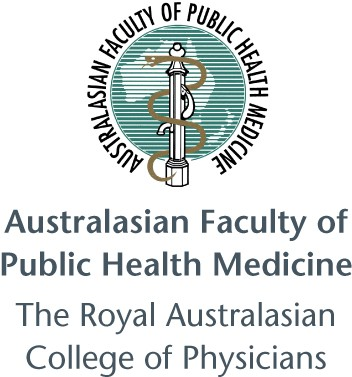 AUSTRALASIAN FACULTY OF PUBLIC HEALTH MEDICINE
Australasian Faculty of
Public Health Medicine
The Royal Australasian
College of Physicians